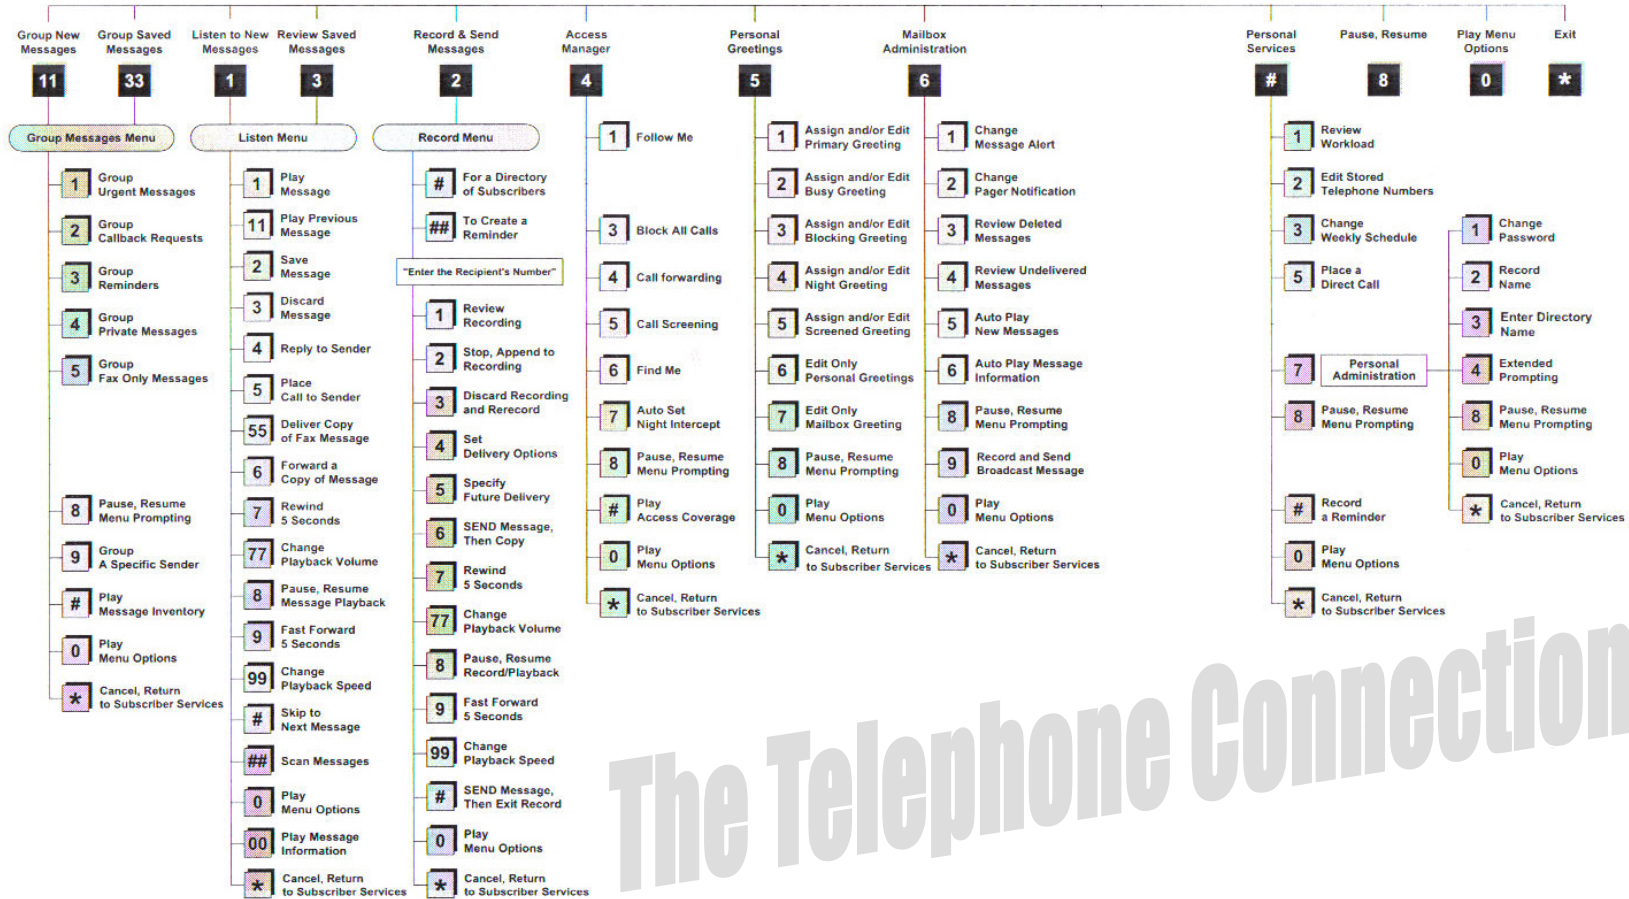 Group New
Messages
11
Group Saved
Messages
33
Group Messages Menu
1 Group
Urgent Messages
2 Group
Callback Requests
3 Group
Reminders
4 Group
Private Messages
5 Group
Fax Only Messages
8 Pause, Resume
Menu Prompting
9 Group
A Specific Sender
# Play
Message Inventory
0 Play
Menu Options
* Cancel, Return
to Subscriber Services
Listen to New
Messages
1
Review Saved
Messages
3
Listen Menu
1 Play
Message
11 Play Previous
Message
2 Save
Message
3 Discard
Message
4 Reply to Sender
5 Place
Call to Sender
55 Deliver Copy
of Fax Message
6 Forward a
Copy of Message
7 Rewind
5 Seconds
77 Change
Playback Volume
8 Pause, Resume
Message Playback
9 Fast Forward
5 Seconds
99 Change
Playback Speed
# Skip to
Next Message
## Scan Messages
0 Play
Menu Options
00 Play Message
Information
* Cancel, Return
to Subscriber Services
Record & Send
Messages
2
Record Menu
# For a Directory
of Subscribers
## To Create a
Reminder
"Enter the Recipient's Number"
1 Review
Recording
2 Stop, Append to
Recording
3 Discard Recording
and Rerecord
4 Set
Delivery Options
5 Specify
Future Delivery
6 SEND Message,
Then Copy
7 Rewind
5 Seconds
77 Change
Playback Volume
8 Pause, Resume
Record/Playback
9 Fast Forward
5 Seconds
99 Change
Playback Speed
# SEND Message,
Then Exit Record
0 Play
Menu Options
* Cancel, Return
to Subscriber Services
Access
Manager
4
1 Follow Me
3 Block All Calls
4 Call forwarding
5 Call Screening
6 Find Me
7 Auto Set
Night Intercept
8 Pause, Resume
Menu Prompting
# Play
Access Coverage
0 Play
Menu Options
* Cancel, Return
to Subscriber Services
Personal
Greetings
5
1 Assign and/or Edit
Primary Greeting
2 Assign and/or Edit
Busy Greeting
3 Assign and/or Edit
Blocking Greeting
4 Assign and/or Edit
Night Greeting
5 Assign and/or Edit
Screened Greeting
6 Edit Only
Personal Greetings
7 Edit Only
Mailbox Greeting
8 Pause, Resume
Menu Prompting
0 Play
Menu Options
* Cancel, Return
to Subscriber Services
Mailbox
Administration
6
1 Change
Message Alert
2 Change
Pager Notification
3 Review Deleted
Messages
4 Review Undelivered
Messages
5 Auto Play
New Messages
6 Auto Play Message
Information
8 Pause, Resume
Menu Prompting
9 Record and Send
Broadcast Message
0 Play
Menu Options
* Cancel, Return
to Subscriber Services
Personal
Services
#
1 Review
Workload
2 Edit Stored
Telephone Numbers
3 Change
Weekly Schedule
5 Place a
Direct Call
7 Personal
Administration
8 Pause, Resume
Menu Prompting
# Record
a Reminder
0 Play
Menu Options
* Cancel, Return
to Subscriber Services
Pause, Resume
8
Play Menu
Options
0
Exit
*
1 Change
Password
2 Record
Name
3 Enter Directory
Name
4 Extended
Prompting
8 Pause, Resume
Menu Prompting
0 Play
Menu Options
* Cancel, Return
to Subscriber Services
The Telephone Connection